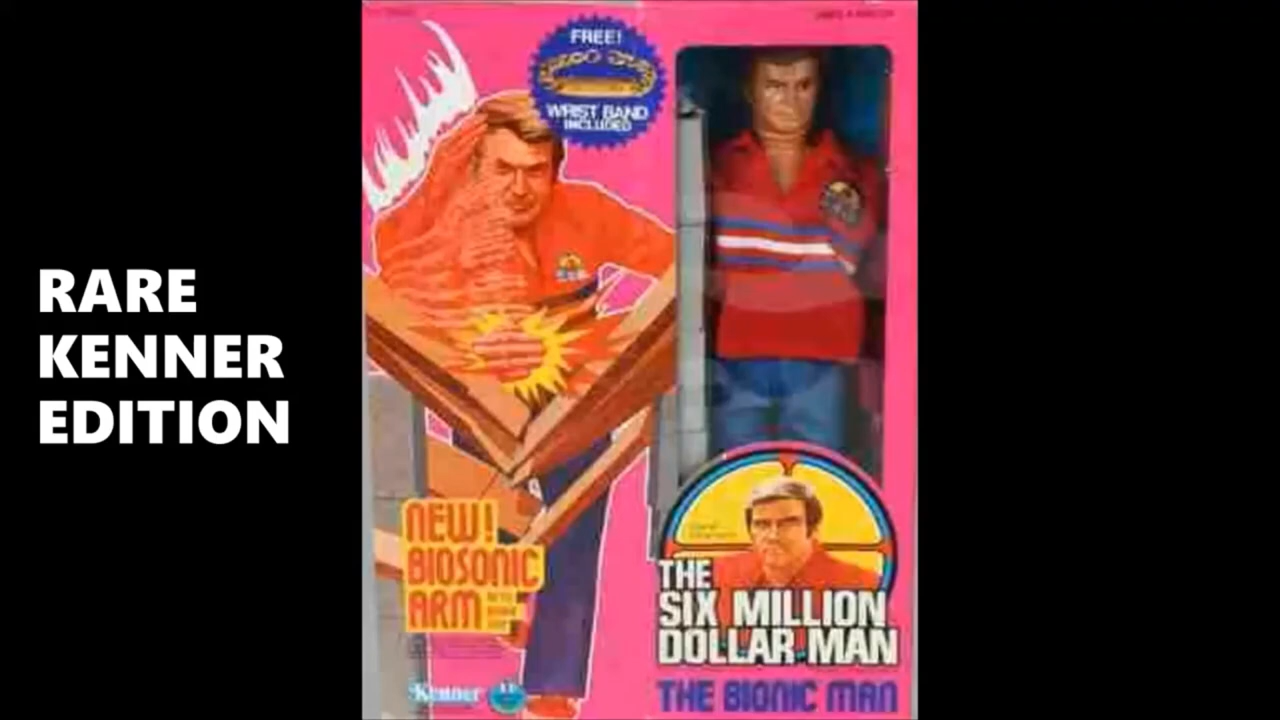 RARE
KENNER
EDITION
FREE!
WRIST BAND
INCLUDED
NEW!
BIOSONIC
ARM
Kenner
THE
SIX MILLION
DOLLAR MAN
THE BIONIC MAN